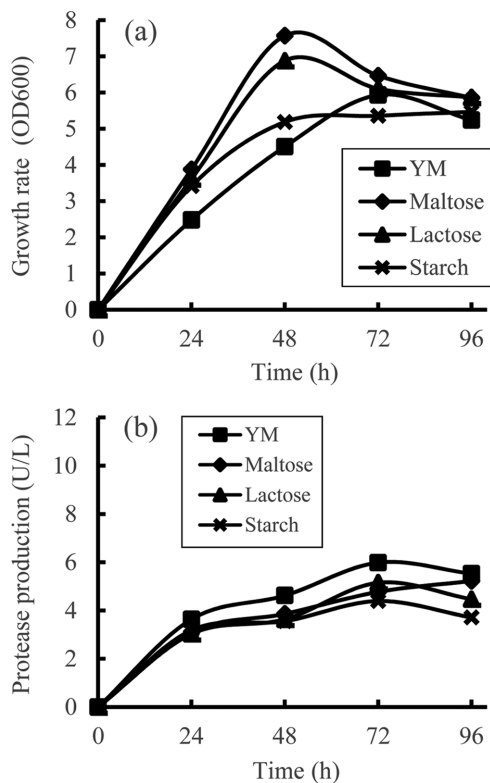 (a)
Growth rate (OD600)
8
7
6
5
4
3
2
1
0
YM
Maltose
Lactose
Starch
0 24 48 72 96
Time (h)
(b)
Protease production (U/L)
12
10
8
6
4
2
0
YM
Maltose
Lactose
Starch
0 24 48 72 96
Time (h)